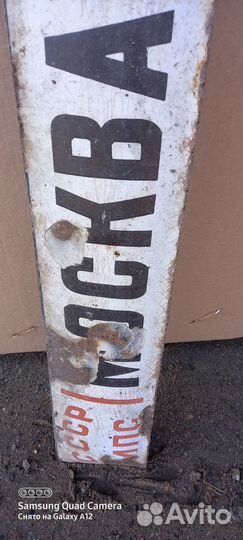 СССР
МПС
МОСКВА
SAMSUNG QUAD CAMERA
Снято на Galaxy A12
Avito